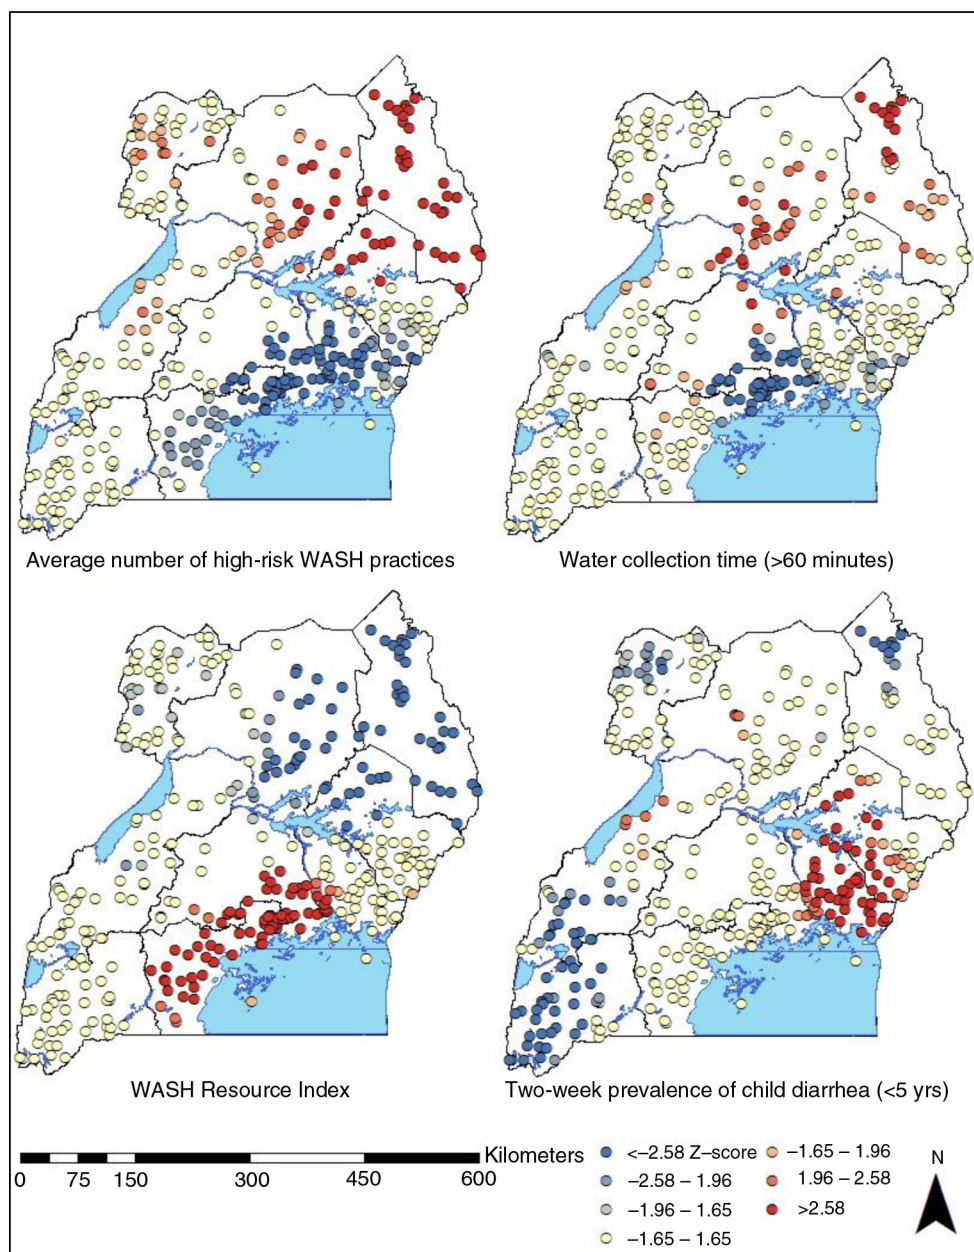 Average number of high-risk WASH practices
Water collection time (>60 minutes)
WASH Resource Index
Two-week prevalence of child diarrhea (<5 yrs)
Kilometers
0 75 150 300 450 600
<–2.58 Z–score
–2.58 – 1.96
–1.96 – 1.65
–1.65 – 1.65
–1.65 – 1.96
1.96 – 2.58
>2.58
N